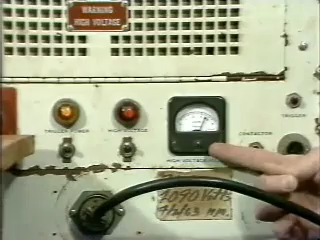 WARNING
HIGH VOLTAGE
TRIGGER POWER
HIGH VOLTAGE
CONTACTOR
TRIGGER
HIGH VOLTAGE
2090 Volts